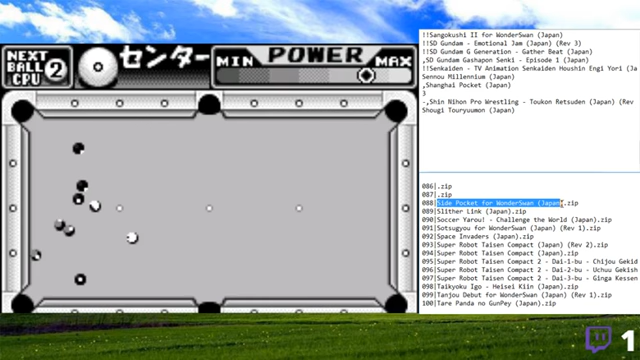 NEXT
BALL 2
CPU
センター
MIN POWER MAX
!!Sangokushi II for WonderSwan (Japan)
!!SD Gundam - Emotional Jam (Japan) (Rev 3)
!!SD Gundam G Generation - Gather Beat (Japan)
,SD Gundam Gashapon Senki - Episode 1 (Japan)
!!Senkaiden - TV Animation Senkaiden Houshin Engi Yori (Ja
Sennou Millennium (Japan)
,Shanghai Pocket (Japan)
3
-,Shin Nihon Pro Wrestling - Toukon Retsuden (Japan) (Rev
Shougi Touryuumon (Japan)
086|.zip
087|.zip
088|Side Pocket for WonderSwan (Japan).zip
089|Slither Link (Japan).zip
090|Soccer Yarou! - Challenge the World (Japan).zip
091|Sotsugyou for WonderSwan (Japan) (Rev 1).zip
092|Space Invaders (Japan).zip
093|Super Robot Taisen Compact (Japan) (Rev 2).zip
094|Super Robot Taisen Compact (Japan).zip
095|Super Robot Taisen Compact 2 - Dai-1-bu - Chijou Gekid
096|Super Robot Taisen Compact 2 - Dai-2-bu - Uchuu Gekish
097|Super Robot Taisen Compact 2 - Dai-3-bu - Ginga Kessen
098|Taikyoku Igo - Heisei Kiin (Japan).zip
099|Tanjou Debut for WonderSwan (Japan) (Rev 1).zip
100|Tare Panda no GunPey (Japan).zip
1